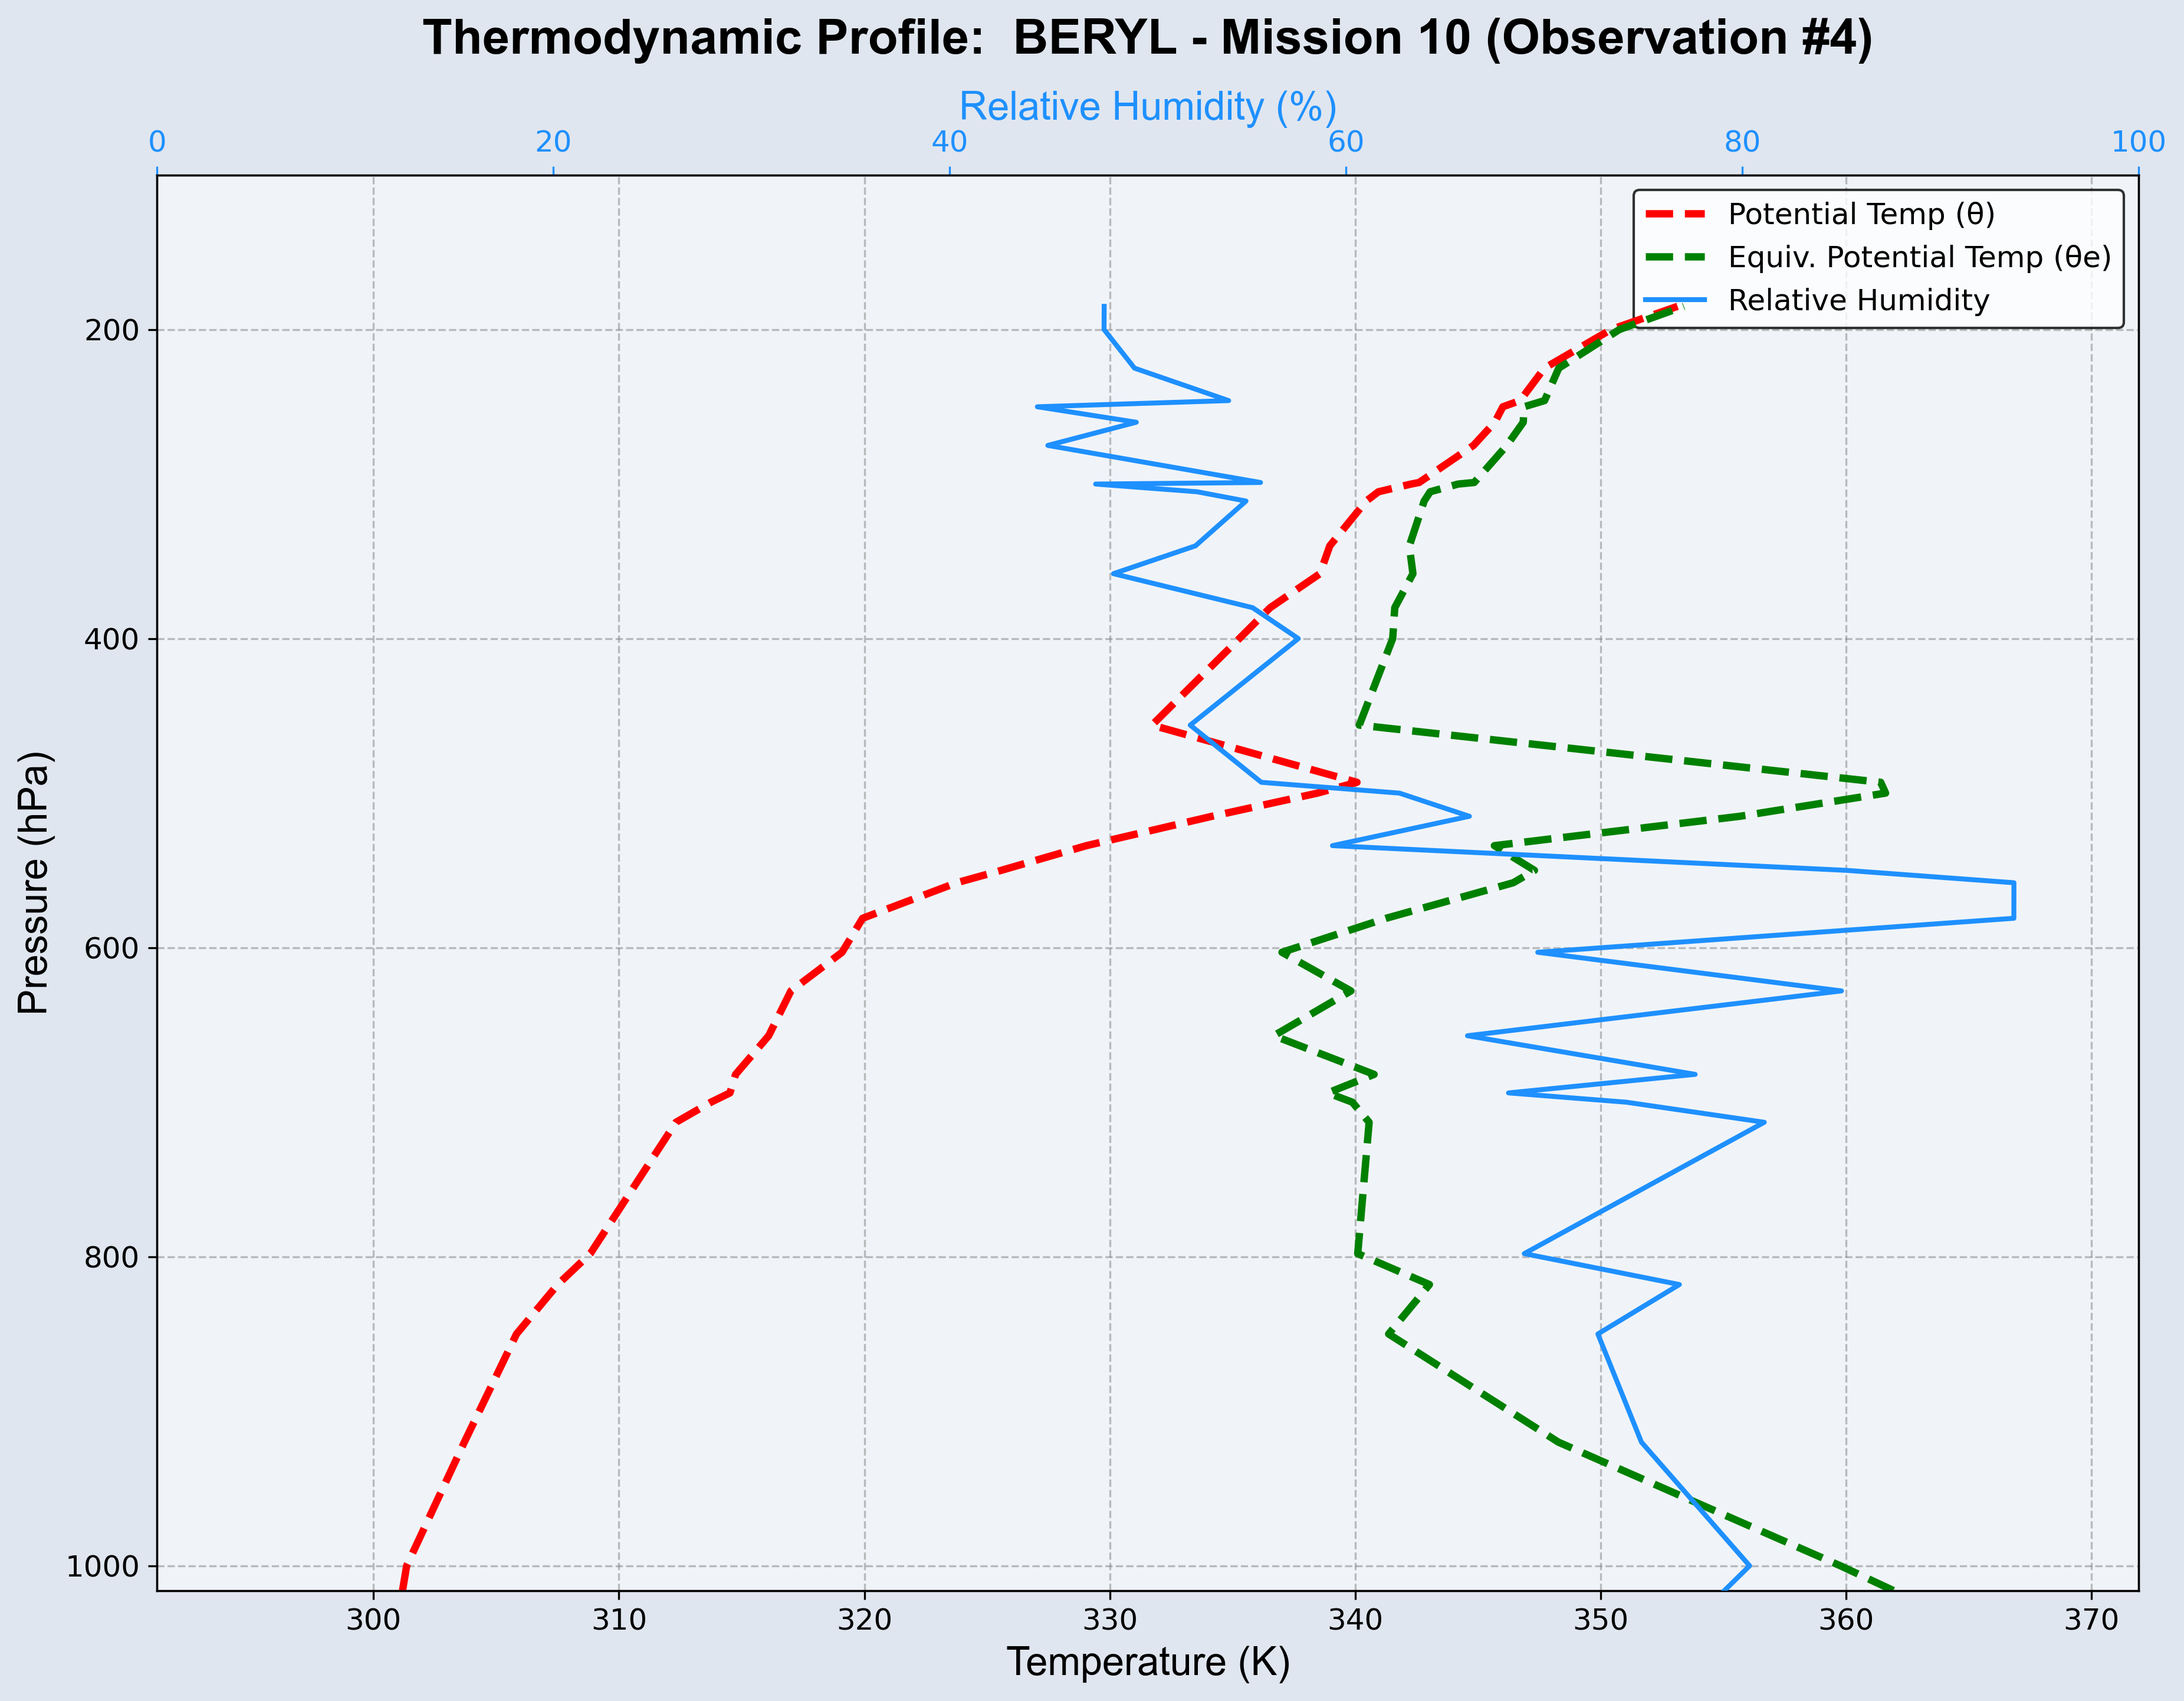 Thermodynamic Profile:  BERYL - Mission 10 (Observation #4)
Relative Humidity (%)
0 20 40 60 80 100
Potential Temp (θ)
Equiv. Potential Temp (θe)
Relative Humidity
Pressure (hPa)
200
400
600
800
1000
300 310 320 330 340 350 360 370
Temperature (K)